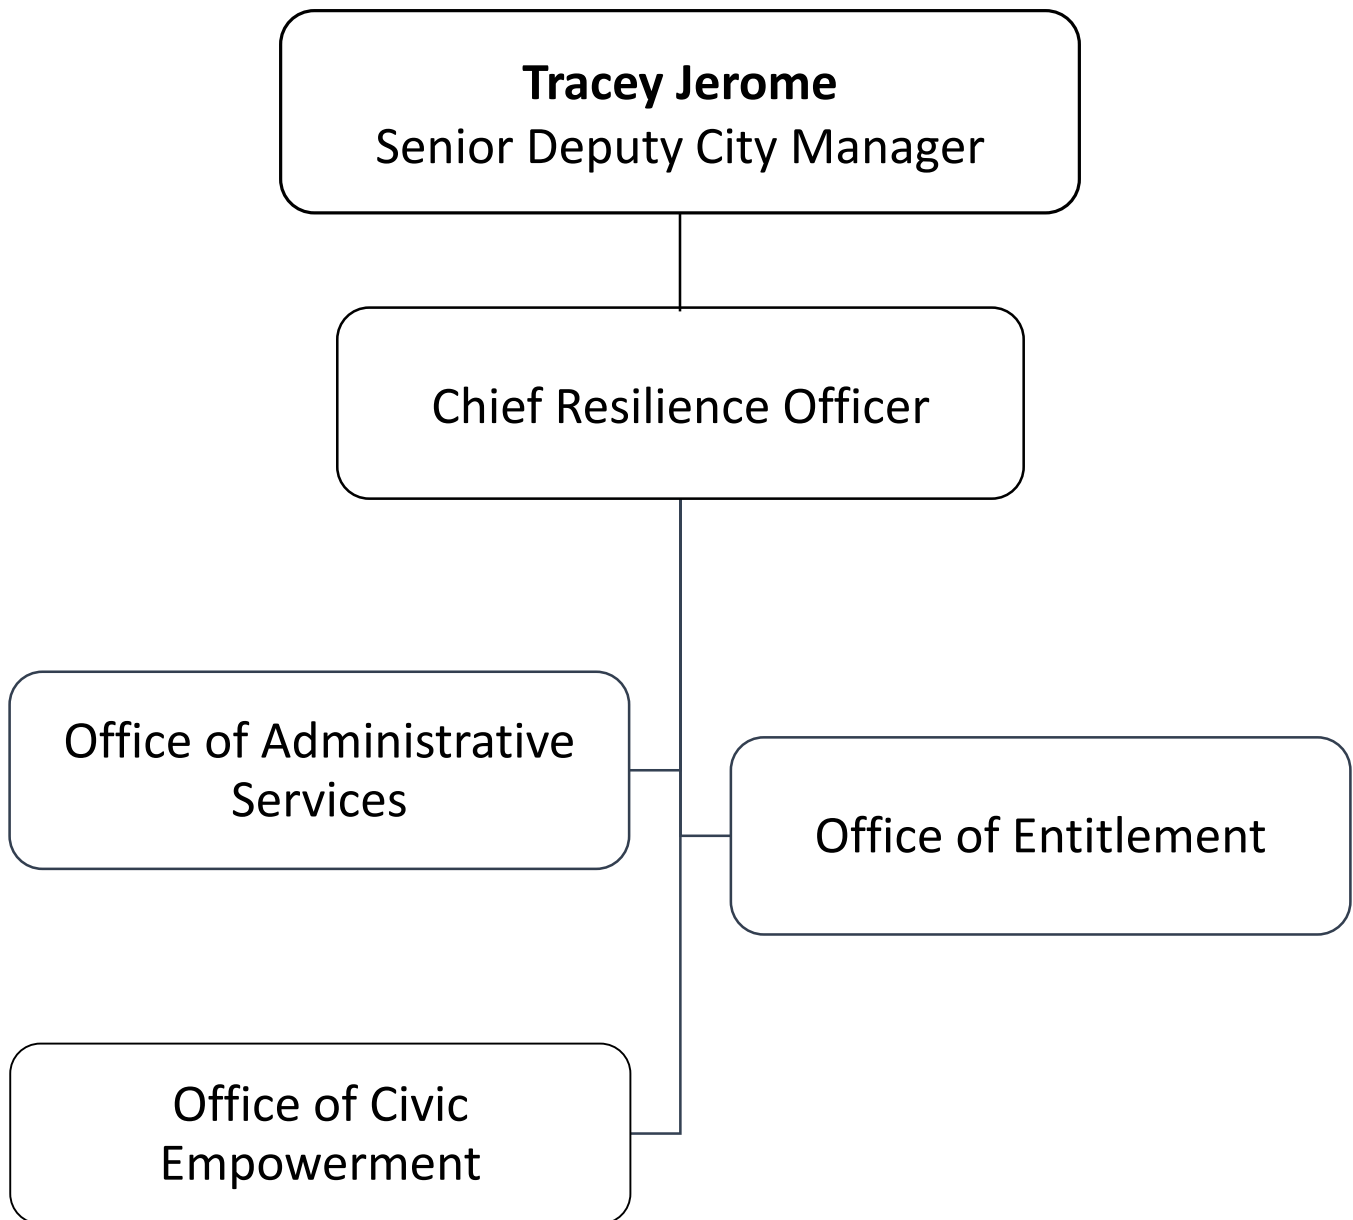 Tracey Jerome
Senior Deputy City Manager
Chief Resilience Officer
Office of Administrative
Services
Office of Entitlement
Office of Civic
Empowerment